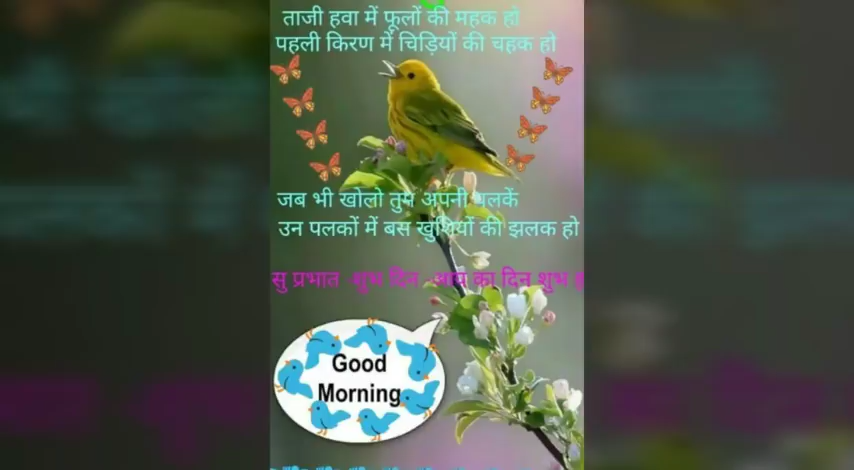 ताजी हवा में फूलों की महक हो
पहली किरण में चिड़ियों की चहक हो
जब भी खोलो तुम अपनी पलकें
उन पलकों में बस खुशियों की झलक हो
सु प्रभात शुभ दिन आप का दिन शुभ
Good
Morning